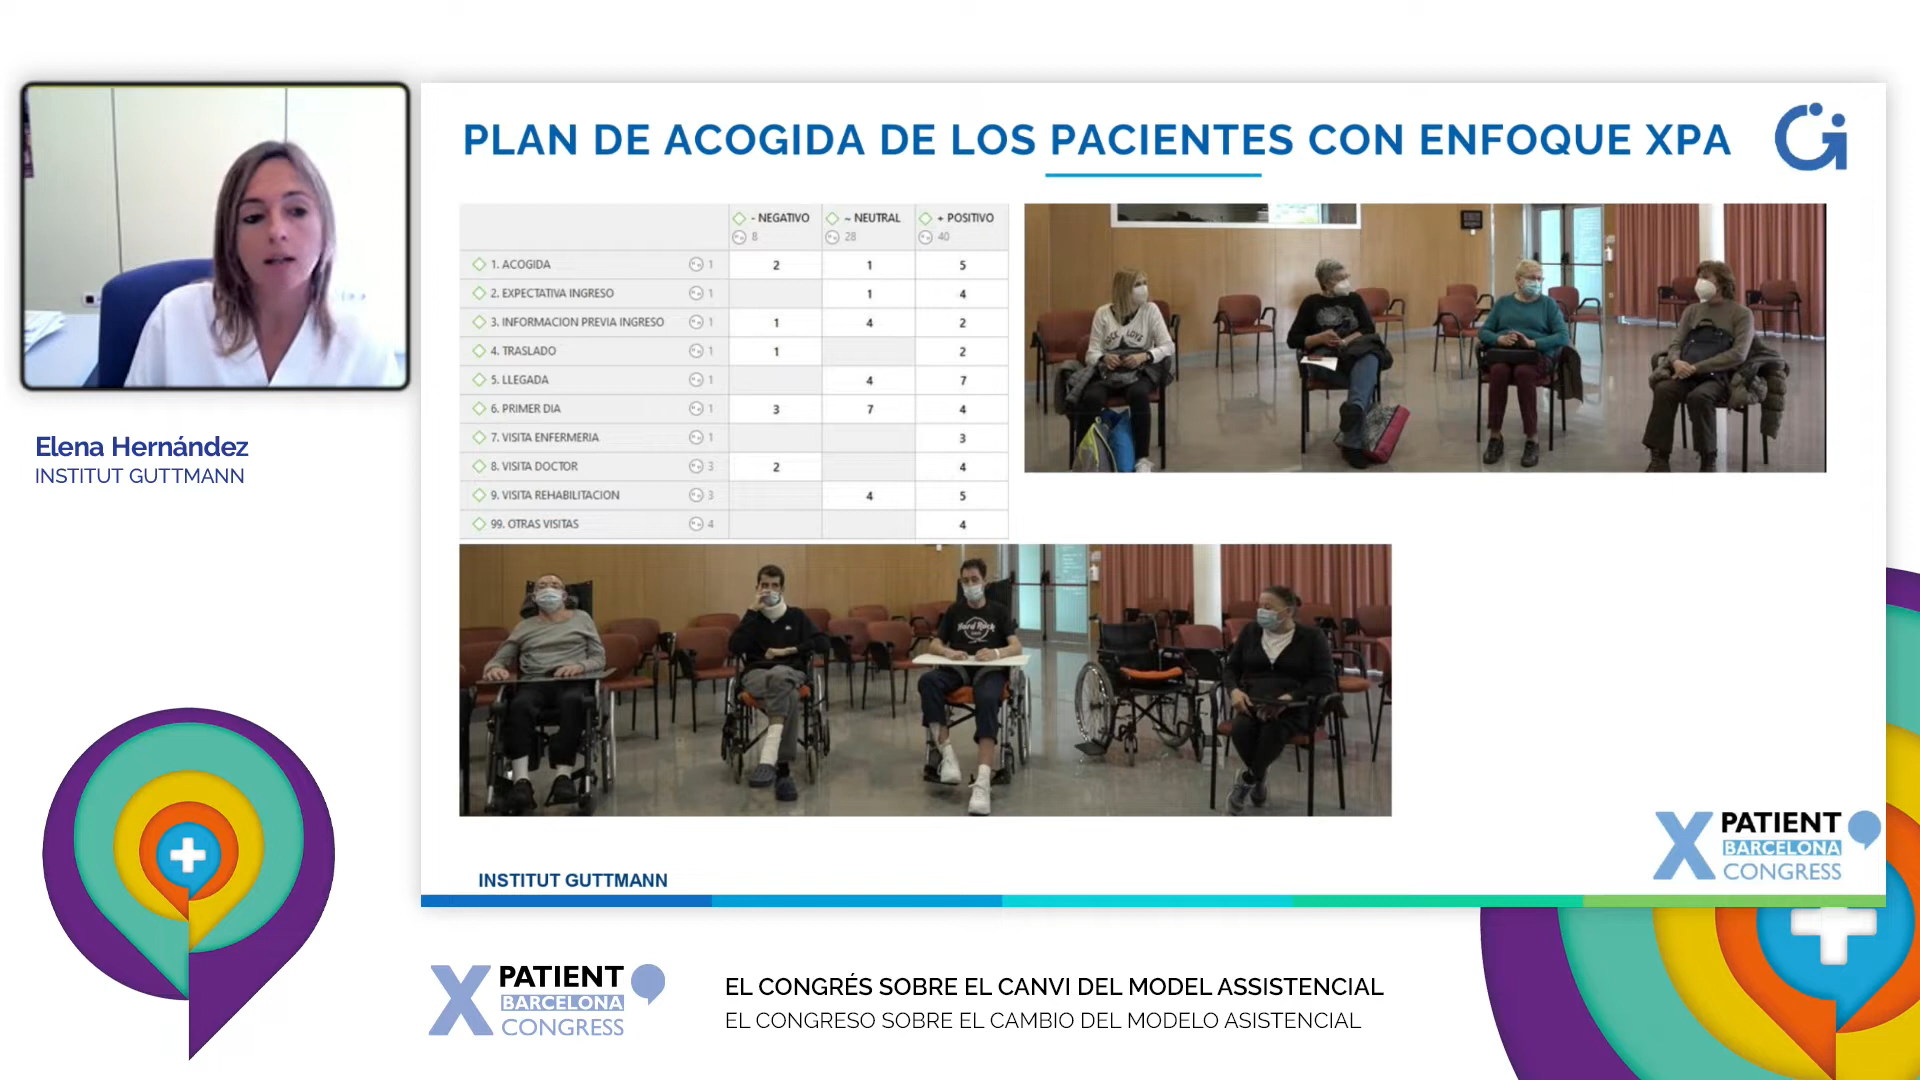 PLAN DE ACOGIDA DE LOS PACIENTES CON ENFOQUE XPA
- NEGATIVO ~ NEUTRAL + POSITIVO
8 28 40
1. ACOGIDA 1 2 1 5
2. EXPECTATIVA INGRESO 1 1 4
3. INFORMACION PREVIA INGRESO 1 1 4 2
4. TRASLADO 1 1 2
5. LLEGADA 1 4 7
6. PRIMER DIA 1 3 7 4
7. VISITA ENFERMERIA 1 3
8. VISITA DOCTOR 3 2 4
9. VISITA REHABILITACION 3 4 5
99. OTRAS VISITAS 4 4
Elena Hernández
INSTITUT GUTTMANN
Hard Rock
INSTITUT GUTTMANN
X PATIENT
BARCELONA
CONGRESS
X PATIENT
BARCELONA
CONGRESS
EL CONGRÉS SOBRE EL CANVI DEL MODEL ASSISTENCIAL
EL CONGRESO SOBRE EL CAMBIO DEL MODELO ASISTENCIAL